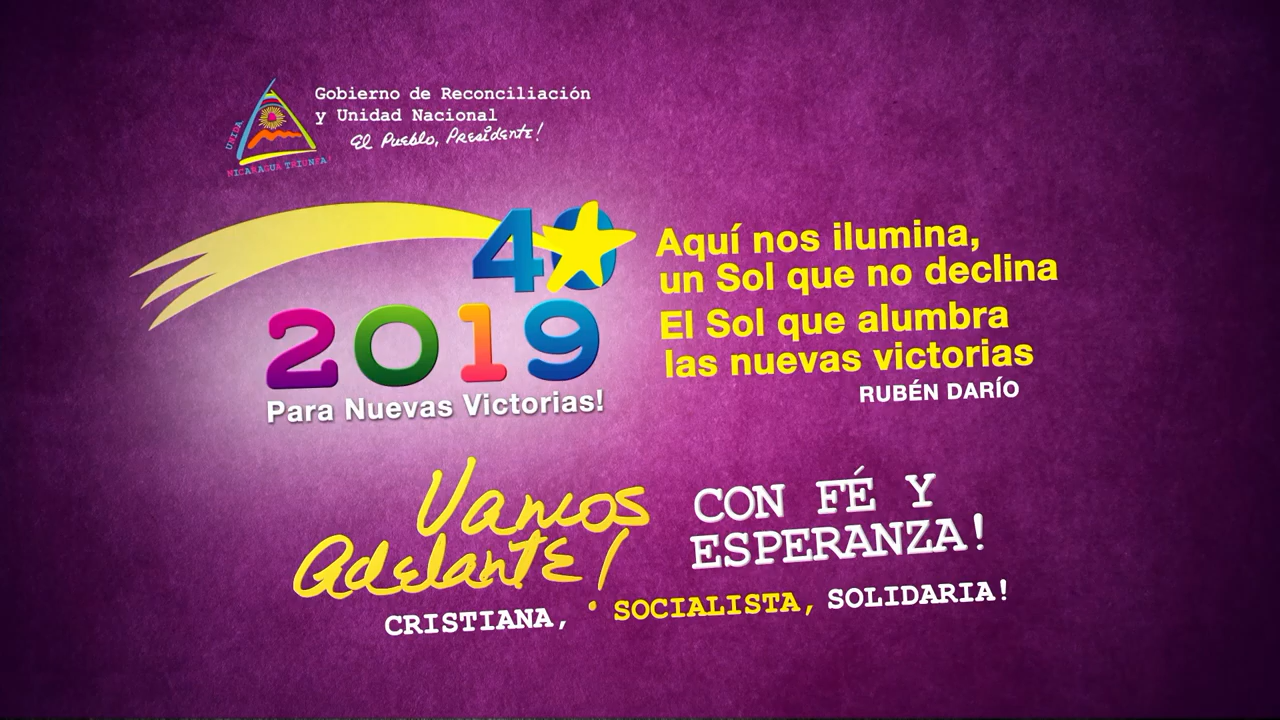 Gobierno de Reconciliación
y Unidad Nacional
El Pueblo, Presidente!
UNIDA
NICARAGUA TRIUNFA
40
2019
Para Nuevas Victorias!
Aquí nos ilumina,
un Sol que no declina
El Sol que alumbra
las nuevas victorias
RUBÉN DARÍO
Vamos
Adelante!
CON FÉ Y
ESPERANZA!
CRISTIANA, SOCIALISTA, SOLIDARIA!